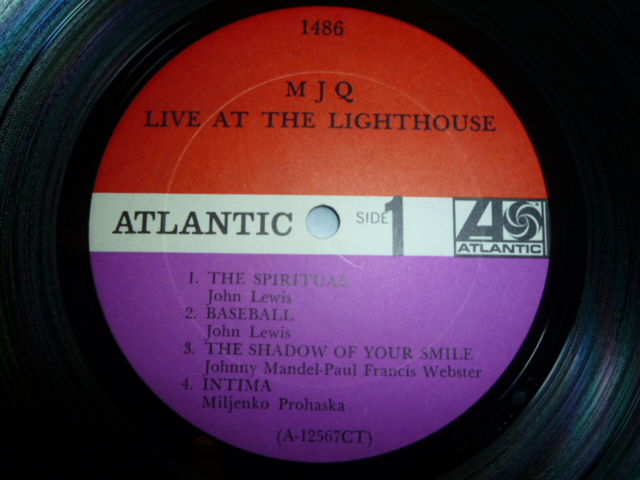 1486
M J Q
LIVE AT THE LIGHTHOUSE
ATLANTIC SIDE 1 ATLANTIC
1. THE SPIRITUAL
John Lewis
2. BASEBALL
John Lewis
3. THE SHADOW OF YOUR SMILE
Johnny Mandel-Paul Francis Webster
4. INTIMA
Miljenko Prohaska
(A-12567CT)